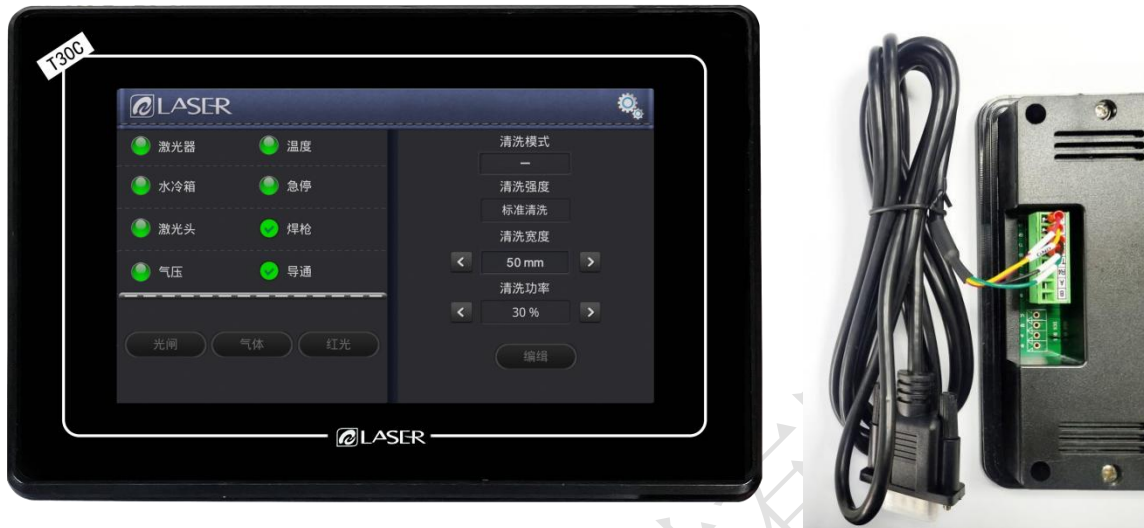 T30C
LASER
激光器
温度
水冷箱
急停
激光头
焊枪
气压
导通
光闸
气体
红光
清洗模式
—
清洗强度
标准清洗
清洗宽度
< 50 mm >
清洗功率
< 30 % >
编辑
LASER